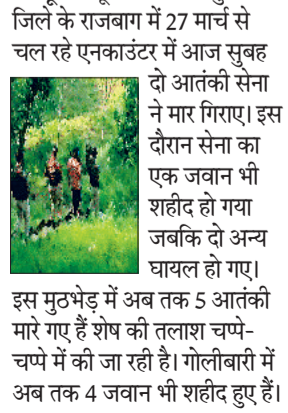 जिले के राजबाग में 27 मार्च से
चल रहे एनकाउंटर में आज सुबह
दो आतंकी सेना
ने मार गिराए। इस
दौरान सेना का
एक जवान भी
शहीद हो गया
जबकि दो अन्य
घायल हो गए।
इस मुठभेड़ में अब तक 5 आतंकी
मारे गए हैं शेष की तलाश चप्पे-
चप्पे में की जा रही है। गोलीबारी में
अब तक 4 जवान भी शहीद हुए हैं।